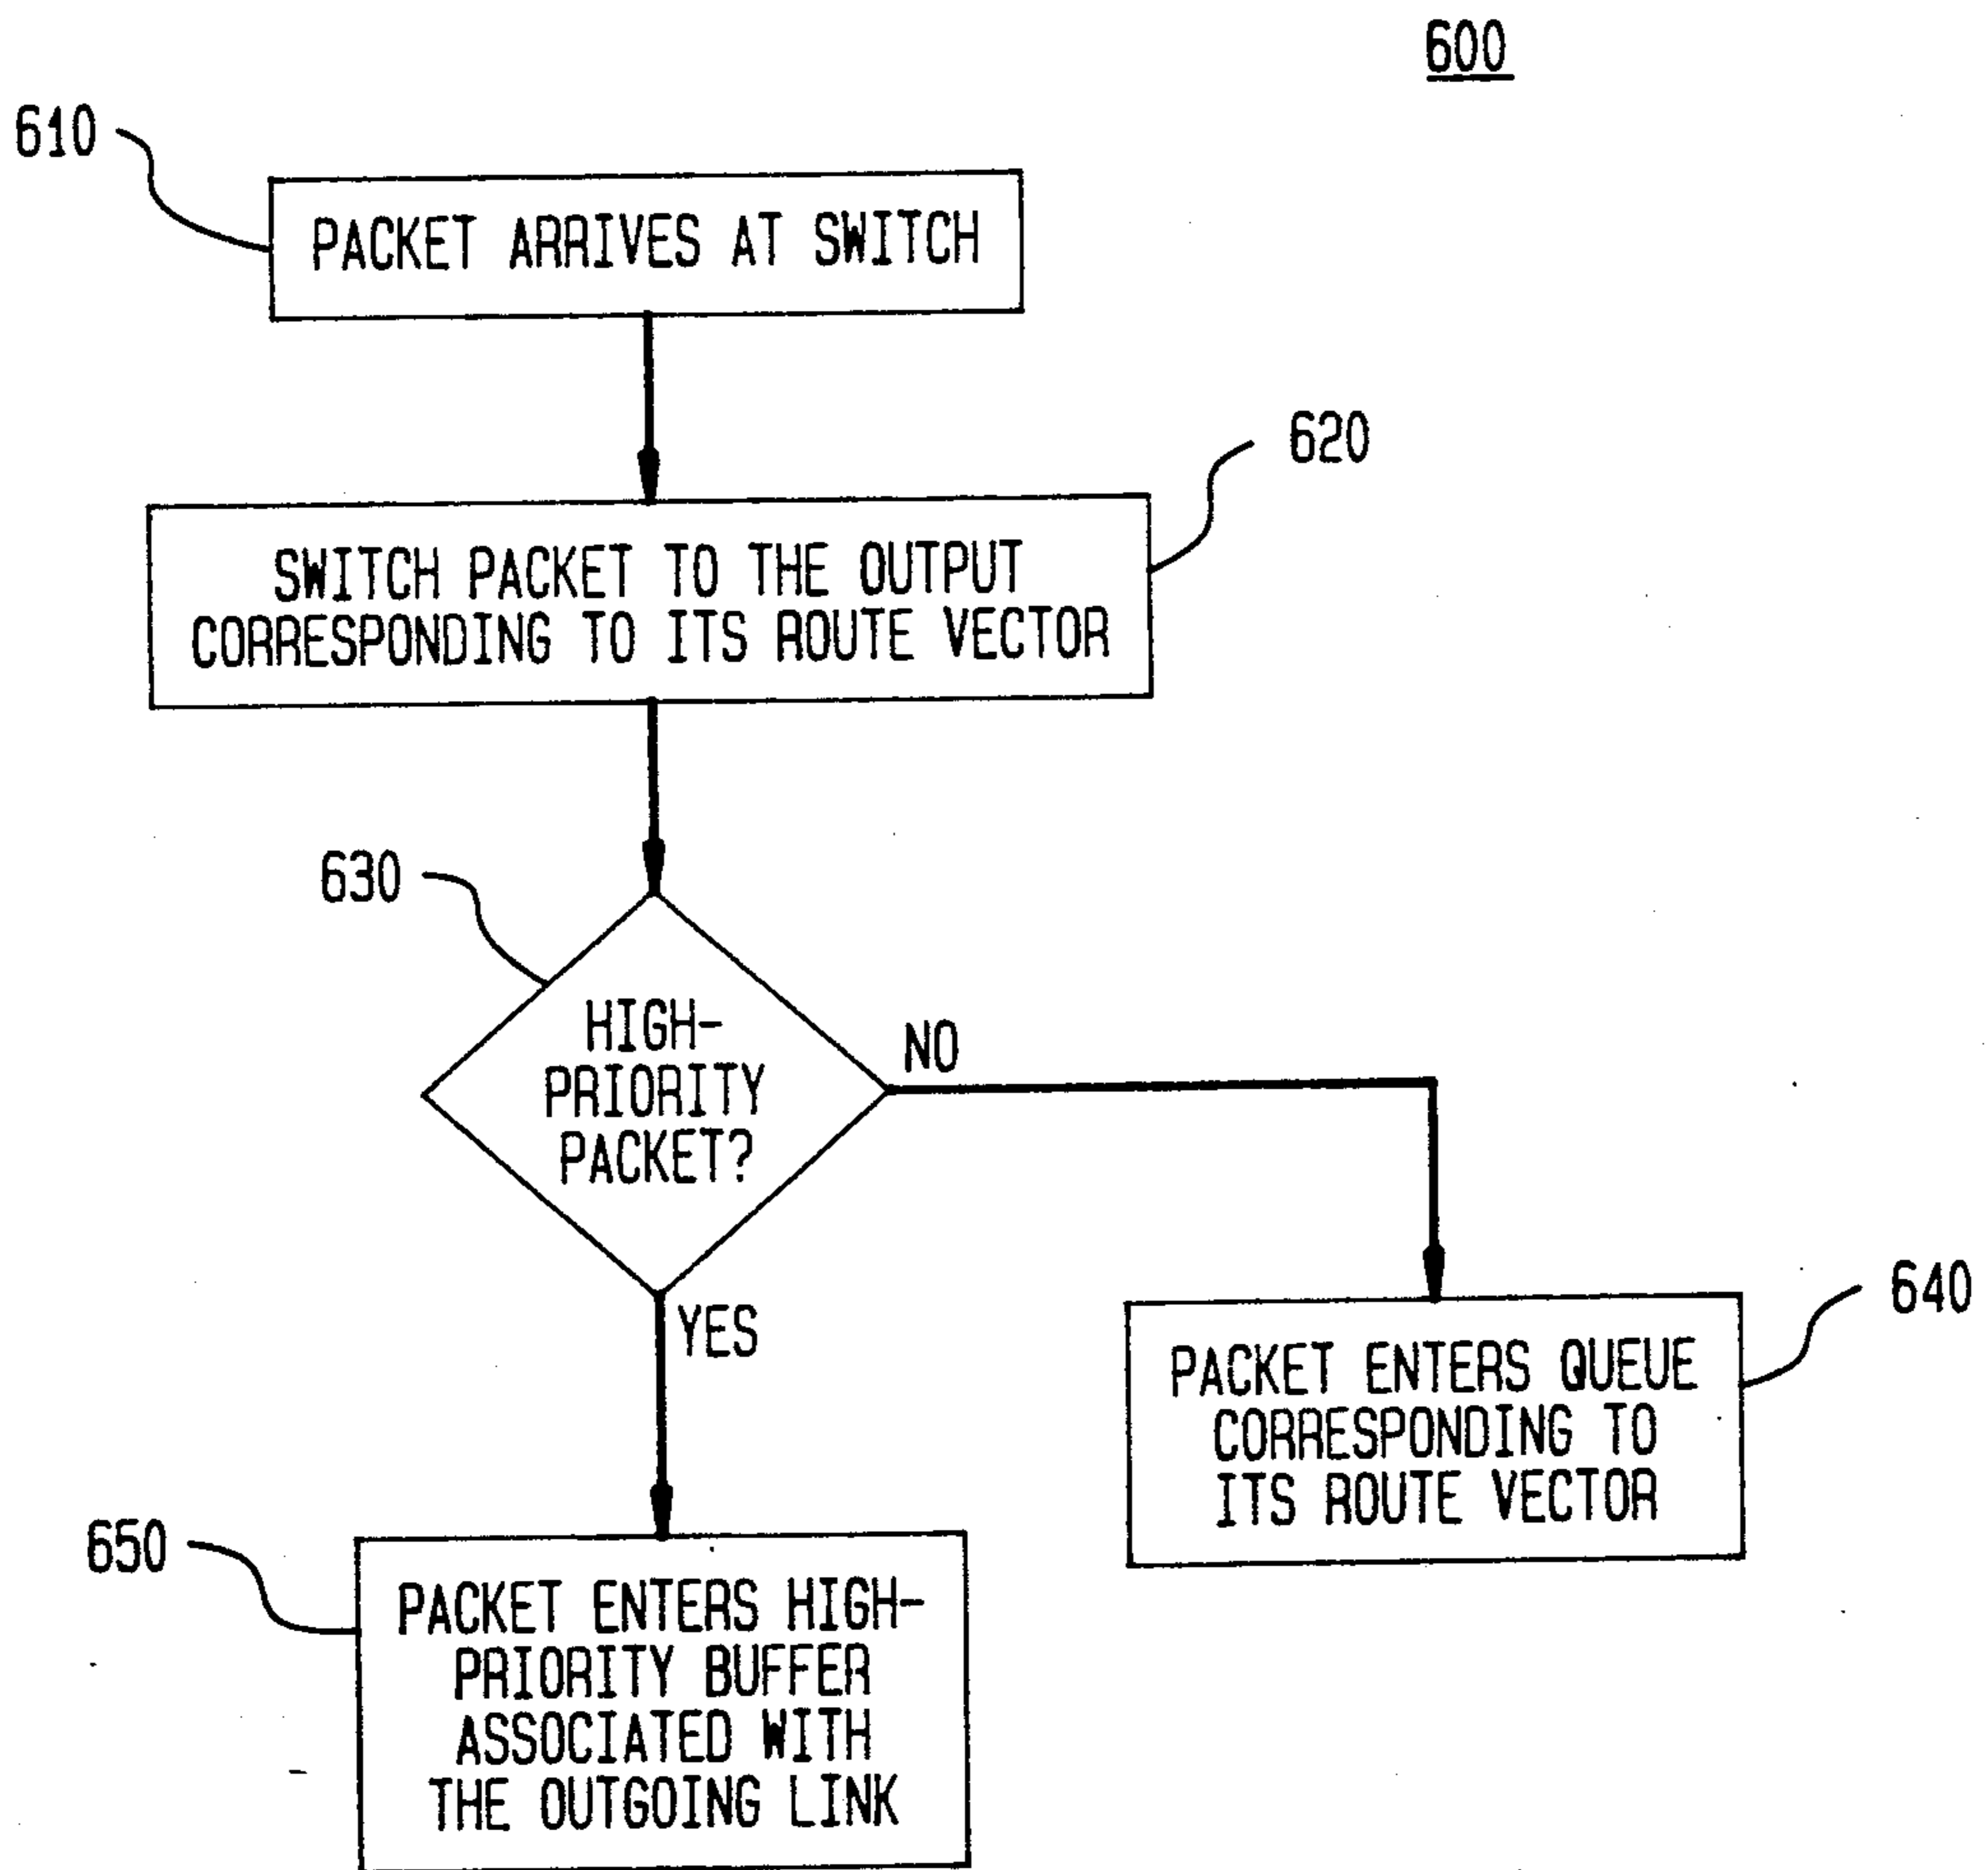 600
610
PACKET ARRIVES AT SWITCH
620
SWITCH PACKET TO THE OUTPUT
CORRESPONDING TO ITS ROUTE VECTOR
630
HIGH-
PRIORITY
PACKET?
NO
YES
640
PACKET ENTERS QUEUE
CORRESPONDING TO
ITS ROUTE VECTOR
650
PACKET ENTERS HIGH-
PRIORITY BUFFER
ASSOCIATED WITH
THE OUTGOING LINK